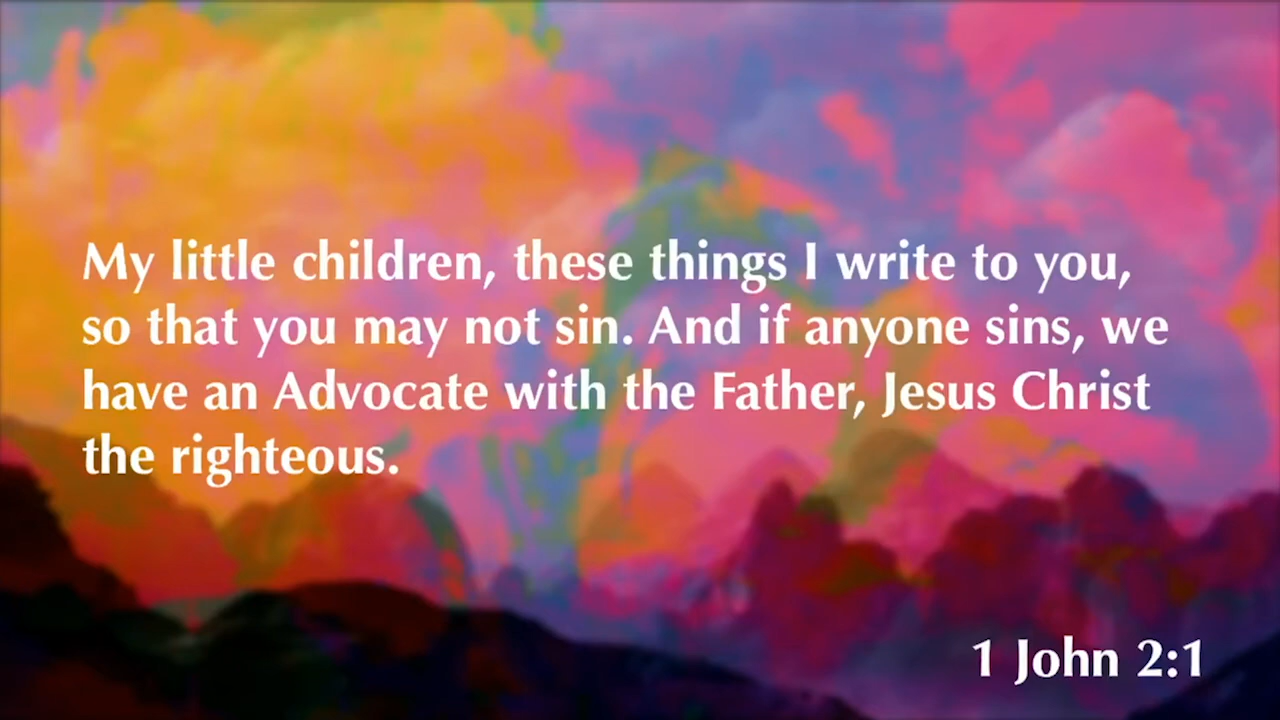 My little children, these things I write to you,
so that you may not sin. And if anyone sins, we
have an Advocate with the Father, Jesus Christ
the righteous.
1 John 2:1